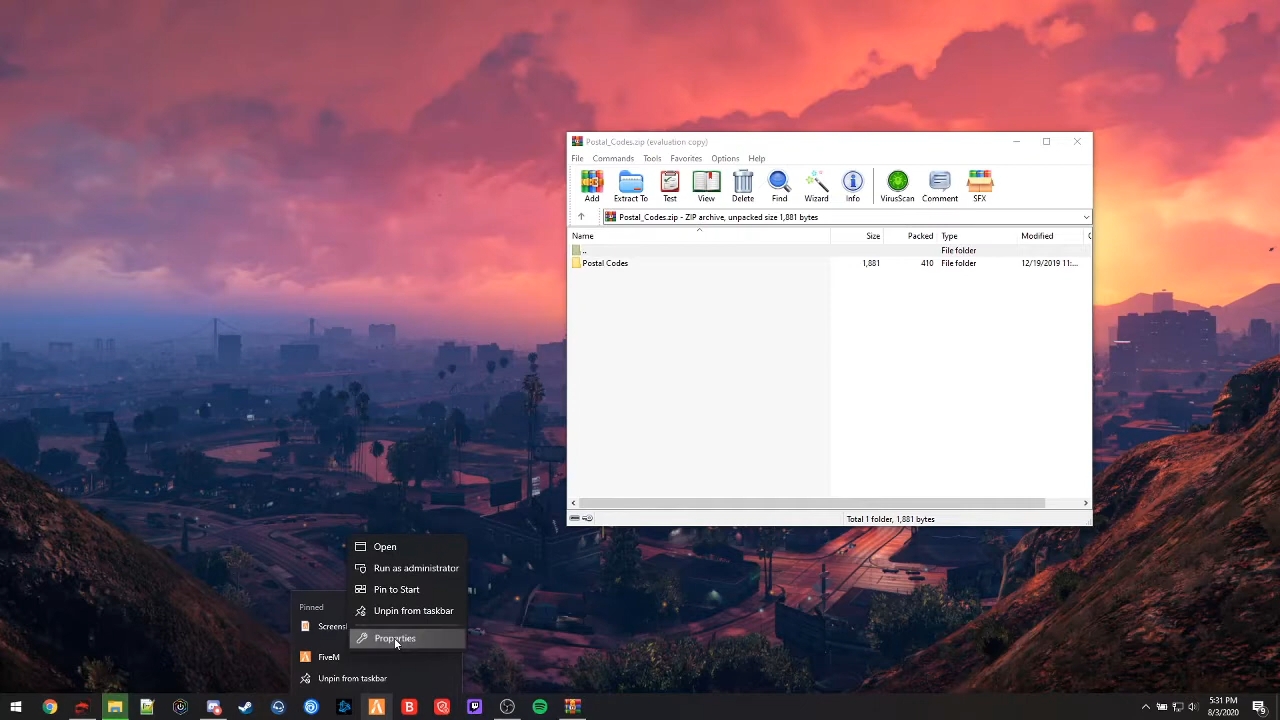 Postal_Codes.zip (evaluation copy)
File Commands Tools Favorites Options Help
Add Extract To Test View Delete Find Wizard Info VirusScan Comment SFX
Postal_Codes.zip - ZIP archive, unpacked size 1,881 bytes
Name Size Packed Type Modified
.. File folder
Postal Codes 1,881 410 File folder 12/19/2019 11:...
Total 1 folder, 1,881 bytes
Open
Run as administrator
Pin to Start
Unpin from taskbar
Properties
Pinned
Screens
FiveM
Unpin from taskbar
5:31 PM
8/3/2020